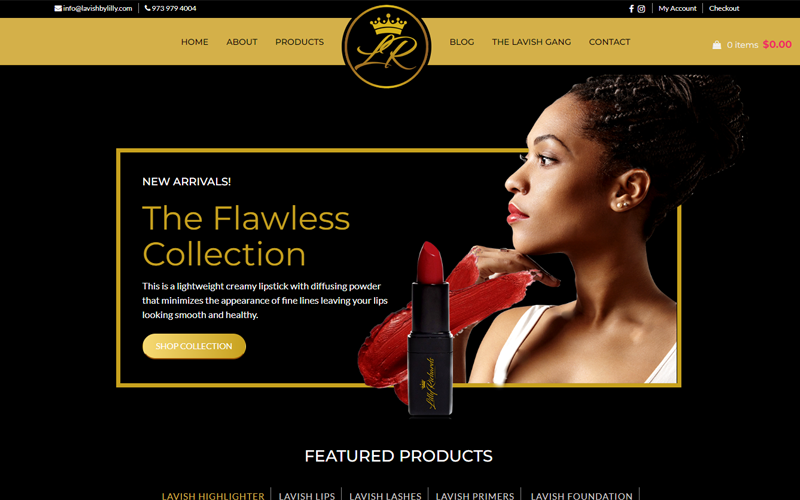 info@lavishbylilly.com 973 979 4004 My Account Checkout
HOME ABOUT PRODUCTS LR BLOG THE LAVISH GANG CONTACT 0 items $0.00
NEW ARRIVALS!
The Flawless
Collection
This is a lightweight creamy lipstick with diffusing powder
that minimizes the appearance of fine lines leaving your lips
looking smooth and healthy.
SHOP COLLECTION
Lilly Richards
FEATURED PRODUCTS
LAVISH HIGHLIGHTER LAVISH LIPS LAVISH LASHES LAVISH PRIMERS LAVISH FOUNDATION